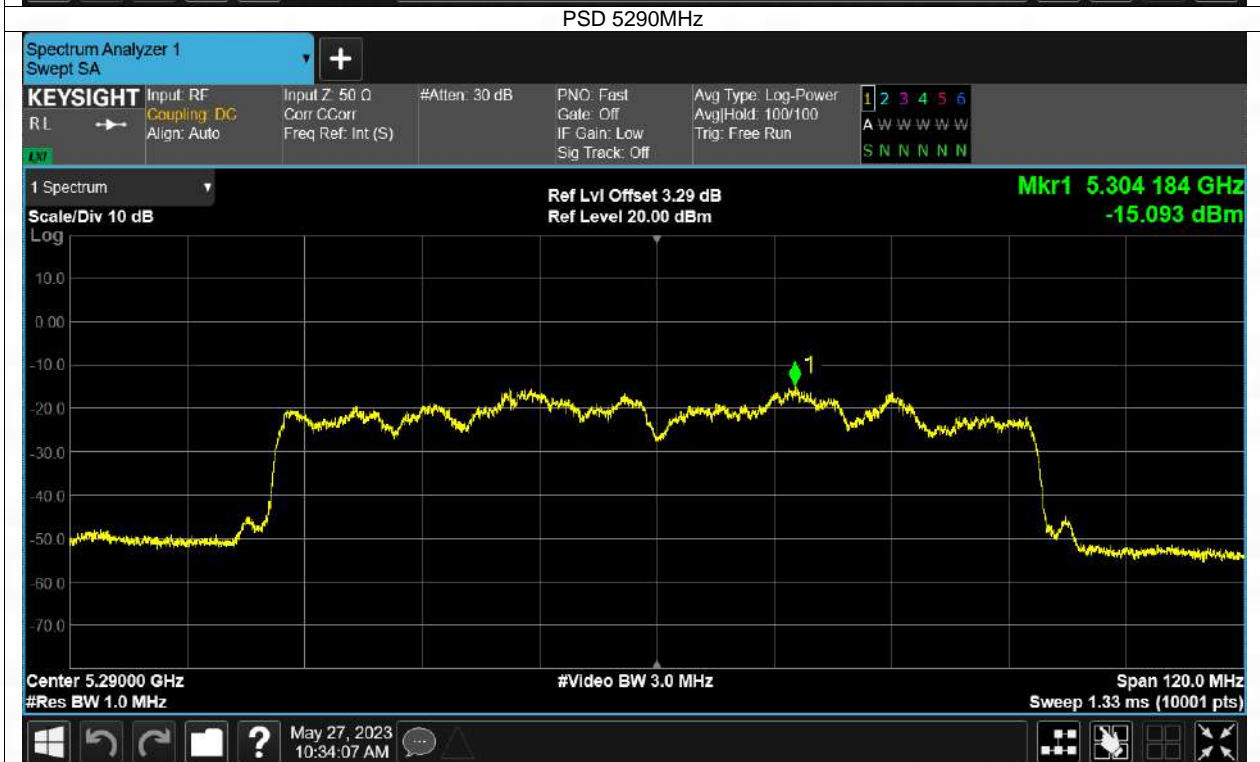 PSD 5290MHz
Spectrum Analyzer 1
Swept SA
+
KEYSIGHT Input: RF Input Z: 50 Ω #Atten: 30 dB PNO: Fast Avg Type: Log-Power 1 2 3 4 5 6
RL Coupling: DC Corr CCorr Gate: Off Avg|Hold: 100/100 A W W W W W
Align: Auto Freq Ref: Int (S) IF Gain: Low Trig: Free Run
LXI Sig Track: Off S N N N N N
1 Spectrum Ref Lvl Offset 3.29 dB Mkr1 5.304 184 GHz
Scale/Div 10 dB Ref Level 20.00 dBm -15.093 dBm
Log
10.0
0.00
-10.0
1
-20.0
-30.0
-40.0
-50.0
-60.0
-70.0
Center 5.29000 GHz #Video BW 3.0 MHz Span 120.0 MHz
#Res BW 1.0 MHz Sweep 1.33 ms (10001 pts)
? May 27, 2023
10:34:07 AM